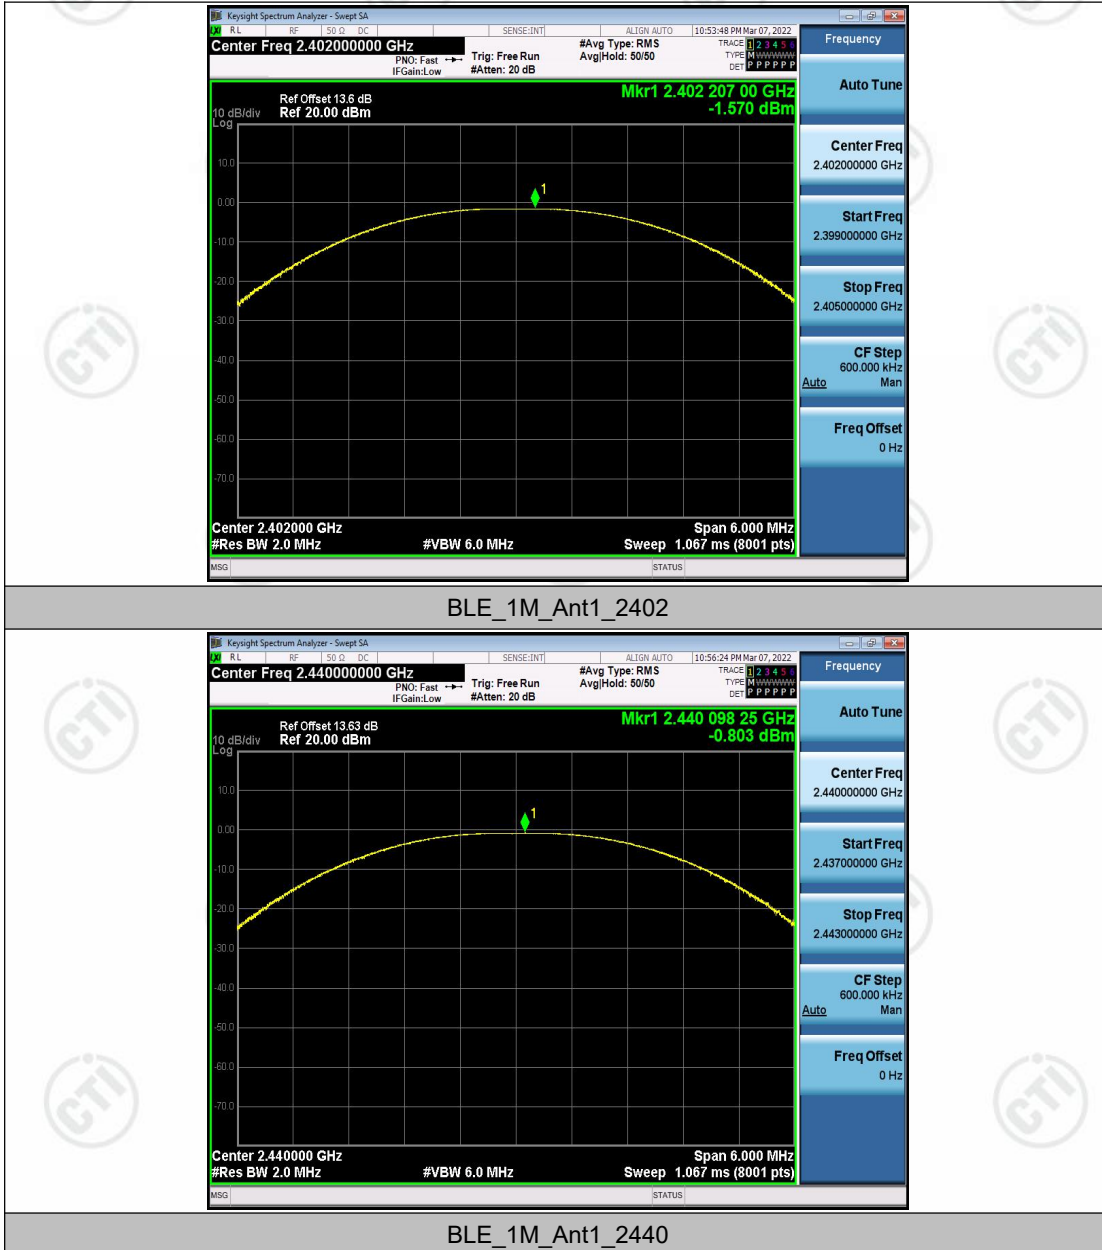 Keysight Spectrum Analyzer - Swept SA
LXI RL RF 50 Ω DC SENSE:INT ALIGN AUTO 10:53:48 PM Mar 07, 2022
Center Freq 2.402000000 GHz #Avg Type: RMS TRACE 1 2 3 4 5 6
PNO: Fast Trig: Free Run Avg|Hold: 50/50 TYPE M WWWWW
IFGain:Low #Atten: 20 dB DET P P P P P P
Frequency
Mkr1 2.402 207 00 GHz
-1.570 dBm
Ref Offset 13.6 dB
10 dB/div Ref 20.00 dBm
Log
10.0
0.00
-10.0
-20.0
-30.0
-40.0
-50.0
-60.0
-70.0
1
Center 2.402000 GHz Span 6.000 MHz
#Res BW 2.0 MHz #VBW 6.0 MHz Sweep 1.067 ms (8001 pts)
MSG STATUS
Auto Tune
Center Freq
2.402000000 GHz
Start Freq
2.399000000 GHz
Stop Freq
2.405000000 GHz
CF Step
600.000 kHz
Auto Man
Freq Offset
0 Hz
BLE_1M_Ant1_2402
Keysight Spectrum Analyzer - Swept SA
LXI RL RF 50 Ω DC SENSE:INT ALIGN AUTO 10:56:24 PM Mar 07, 2022
Center Freq 2.440000000 GHz #Avg Type: RMS TRACE 1 2 3 4 5 6
PNO: Fast Trig: Free Run Avg|Hold: 50/50 TYPE M WWWWW
IFGain:Low #Atten: 20 dB DET P P P P P P
Frequency
Mkr1 2.440 098 25 GHz
-0.803 dBm
Ref Offset 13.63 dB
10 dB/div Ref 20.00 dBm
Log
10.0
0.00
-10.0
-20.0
-30.0
-40.0
-50.0
-60.0
-70.0
1
Center 2.440000 GHz Span 6.000 MHz
#Res BW 2.0 MHz #VBW 6.0 MHz Sweep 1.067 ms (8001 pts)
MSG STATUS
Auto Tune
Center Freq
2.440000000 GHz
Start Freq
2.437000000 GHz
Stop Freq
2.443000000 GHz
CF Step
600.000 kHz
Auto Man
Freq Offset
0 Hz
BLE_1M_Ant1_2440
CTI
CTI
CTI
CTI
CTI
CTI